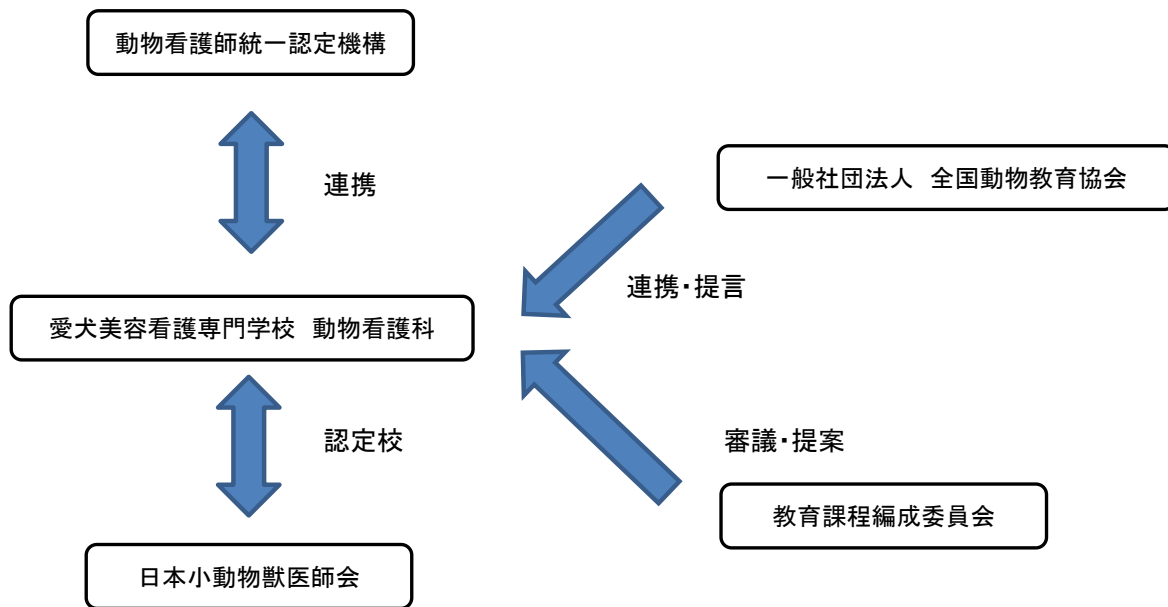 動物看護師統一認定機構
連携
一般社団法人　全国動物教育協会
連携・提言
愛犬美容看護専門学校　動物看護科
認定校
審議・提案
教育課程編成委員会
日本小動物獣医師会